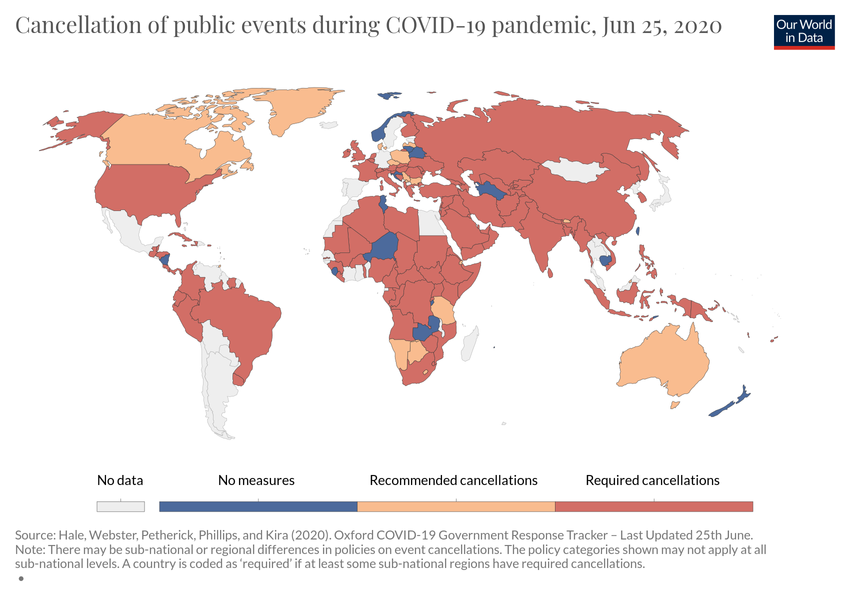 Cancellation of public events during COVID-19 pandemic, Jun 25, 2020
Our World
in Data
No data
No measures
Recommended cancellations
Required cancellations
Source: Hale, Webster, Petherick, Phillips, and Kira (2020). Oxford COVID-19 Government Response Tracker – Last Updated 25th June.
Note: There may be sub-national or regional differences in policies on event cancellations. The policy categories shown may not apply at all
sub-national levels. A country is coded as ‘required’ if at least some sub-national regions have required cancellations.
•